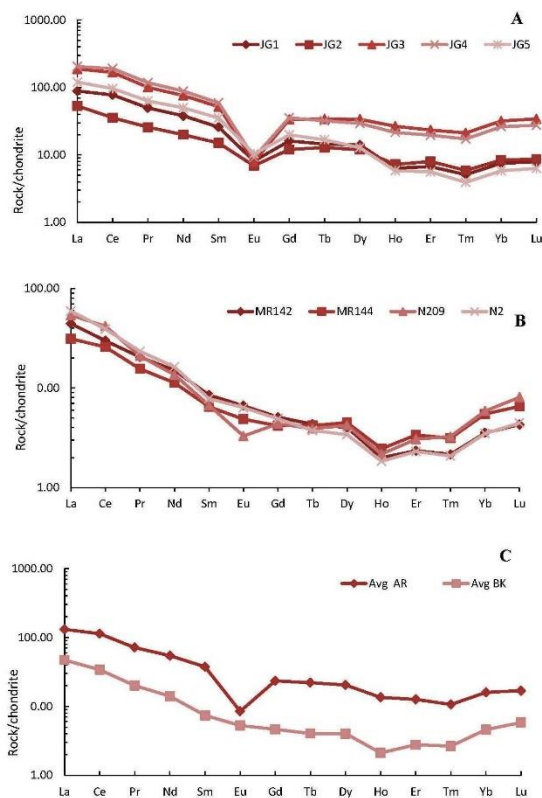 A
JG1 JG2 JG3 JG4 JG5
1000.00
100.00
10.00
1.00
Rock/chondrite
La Ce Pr Nd Sm Eu Gd Tb Dy Ho Er Tm Yb Lu
100.00
MR142 MR144 N209 N2
B
0.00
1.00
Rock/chondrite
La Ce Pr Nd Sm Eu Gd Tb Dy Ho Er Tm Yb Lu
C
1000.00
Avg AR Avg BK
100.00
0.00
1.00
Rock/chondrite
La Ce Pr Nd Sm Eu Gd Tb Dy Ho Er Tm Yb Lu